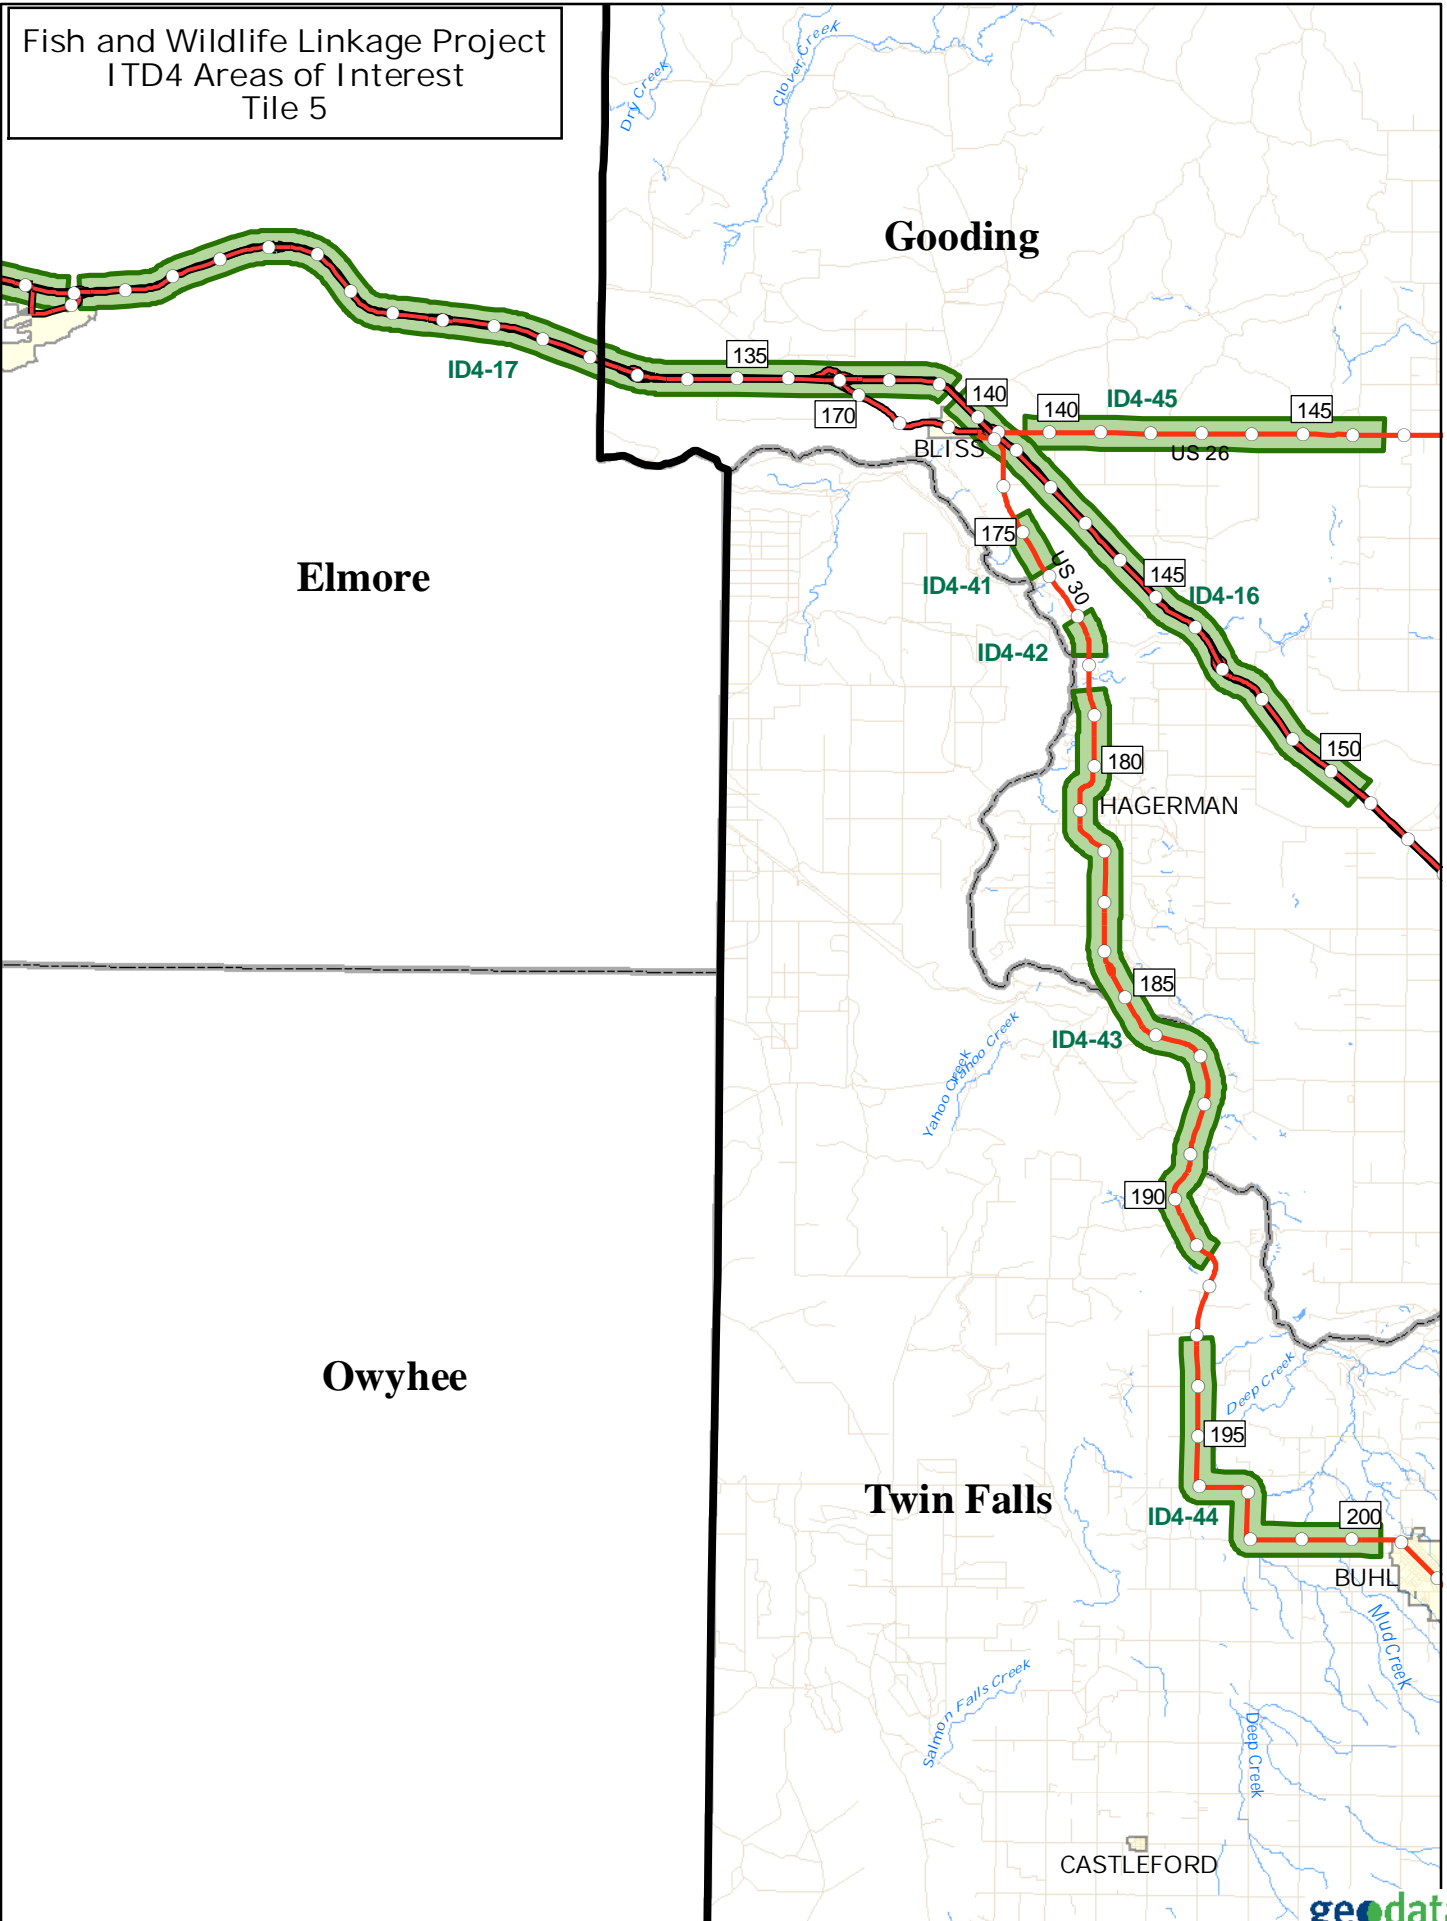 Fish and Wildlife Linkage Project
ITD4 Areas of Interest
Tile 5
Dry Creek
Clover Creek
Gooding
ID4-17
135
170
140
140
ID4-45
145
BLISS
US 26
175
US 30
145
Elmore
ID4-41
ID4-16
ID4-42
150
180
HAGERMAN
185
Yahoo Creek
Yahoo Creek
ID4-43
190
Owyhee
Deep Creek
195
Twin Falls
ID4-44
200
BUHL
Mud Creek
Salmon Falls Creek
Deep Creek
CASTLEFORD
geodata